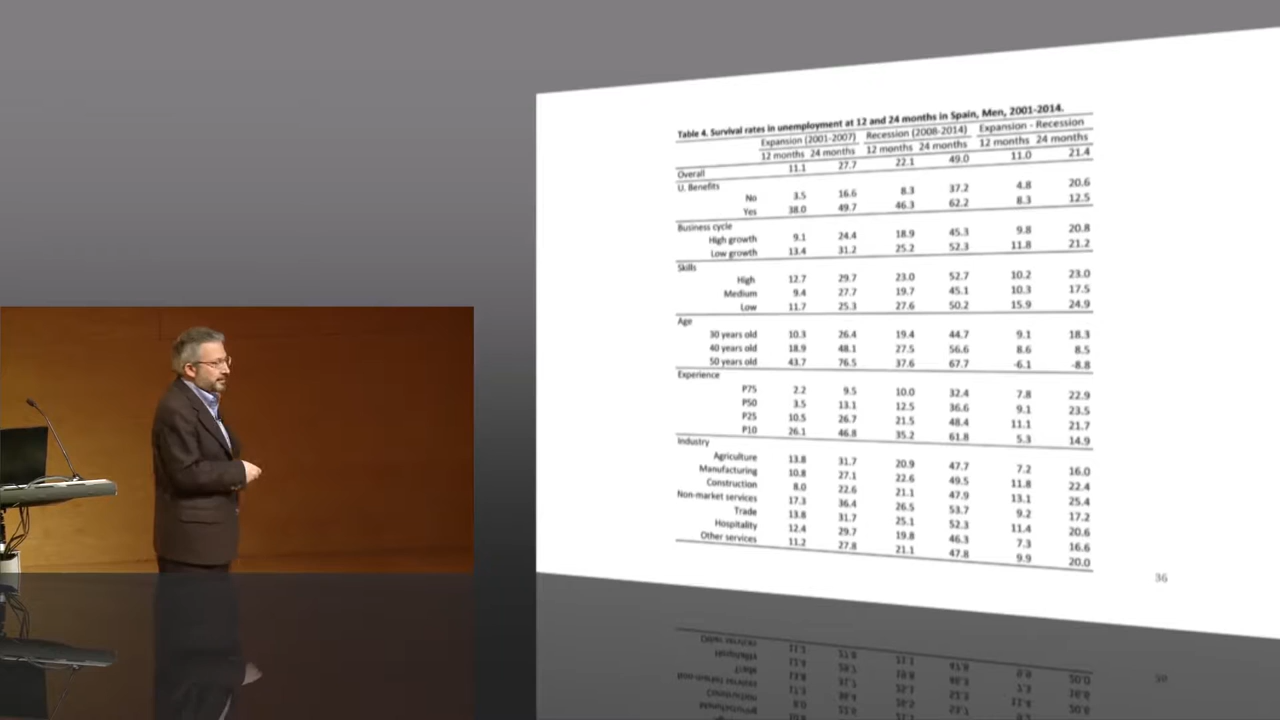 Table 4. Survival rates in unemployment at 12 and 24 months in Spain, Men, 2001-2014.
Expansion (2001-2007) Recession (2008-2014) Expansion - Recession
12 months 24 months 12 months 24 months 12 months 24 months
Overall 11.1 27.7 22.1 49.0 11.0 21.4
U. Benefits
No 3.5 16.6 8.3 37.2 4.8 20.6
Yes 38.0 49.7 46.3 62.2 8.3 12.5
Business cycle
High growth 9.1 24.4 18.9 45.3 9.8 20.8
Low growth 13.4 31.2 25.2 52.3 11.8 21.2
Skills
High 12.7 29.7 23.0 52.7 10.2 23.0
Medium 9.4 27.7 19.7 45.1 10.3 17.5
Low 11.7 25.3 27.6 50.2 15.9 24.9
Age
30 years old 10.3 26.4 19.4 44.7 9.1 18.3
40 years old 18.9 48.1 27.5 56.6 8.6 8.5
50 years old 43.7 76.5 37.6 67.7 -6.1 -8.8
Experience
P75 2.2 9.5 10.0 32.4 7.8 22.9
P50 3.5 13.1 12.5 36.6 9.1 23.5
P25 10.5 26.7 21.5 48.4 11.1 21.7
P10 26.1 46.8 35.2 61.8 5.3 14.9
Industry
Agriculture 13.8 31.7 20.9 47.7 7.2 16.0
Manufacturing 10.8 27.1 22.6 49.5 11.8 22.4
Construction 8.0 22.6 21.1 47.9 13.1 25.4
Non-market services 17.3 36.4 26.5 53.7 9.2 17.2
Trade 13.8 31.7 25.1 52.3 11.4 20.6
Hospitality 12.4 29.7 19.8 46.3 7.3 16.6
Other services 11.2 27.8 21.1 47.8 9.9 20.0
36